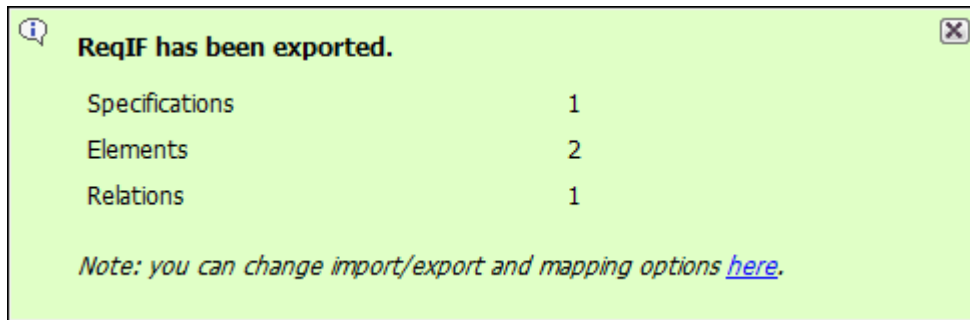 ReqIF has been exported.
Specifications 1
Elements 2
Relations 1
Note: you can change import/export and mapping options here.